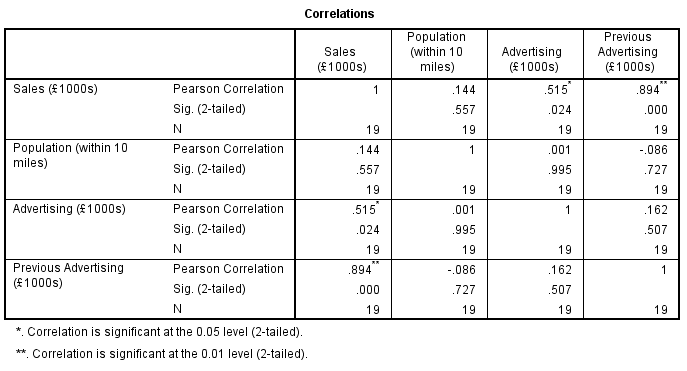 Correlations
Sales (£1000s) Population (within 10 miles) Advertising (£1000s) Previous Advertising (£1000s)
Sales (£1000s) Pearson Correlation 1 .144 .515* .894**
Sig. (2-tailed) .557 .024 .000
N 19 19 19 19
Population (within 10 miles) Pearson Correlation .144 1 .001 -.086
Sig. (2-tailed) .557 .995 .727
N 19 19 19 19
Advertising (£1000s) Pearson Correlation .515* .001 1 .162
Sig. (2-tailed) .024 .995 .507
N 19 19 19 19
Previous Advertising (£1000s) Pearson Correlation .894** -.086 .162 1
Sig. (2-tailed) .000 .727 .507
N 19 19 19 19
*. Correlation is significant at the 0.05 level (2-tailed).
**. Correlation is significant at the 0.01 level (2-tailed).